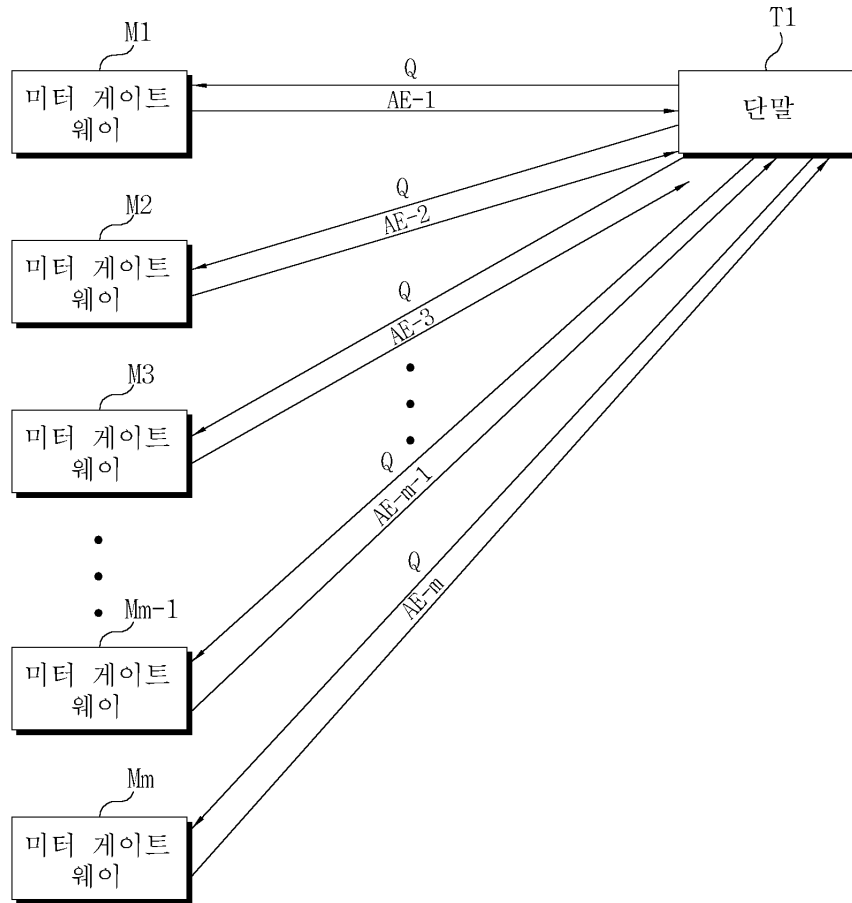 M1
T1
미터 게이트
웨이
Q
AE-1
단말
M2
미터 게이트
웨이
Q
AE-2
M3
미터 게이트
웨이
Q
AE-3
Mm-1
미터 게이트
웨이
Q
AE-m-1
Mm
미터 게이트
웨이
Q
AE-m